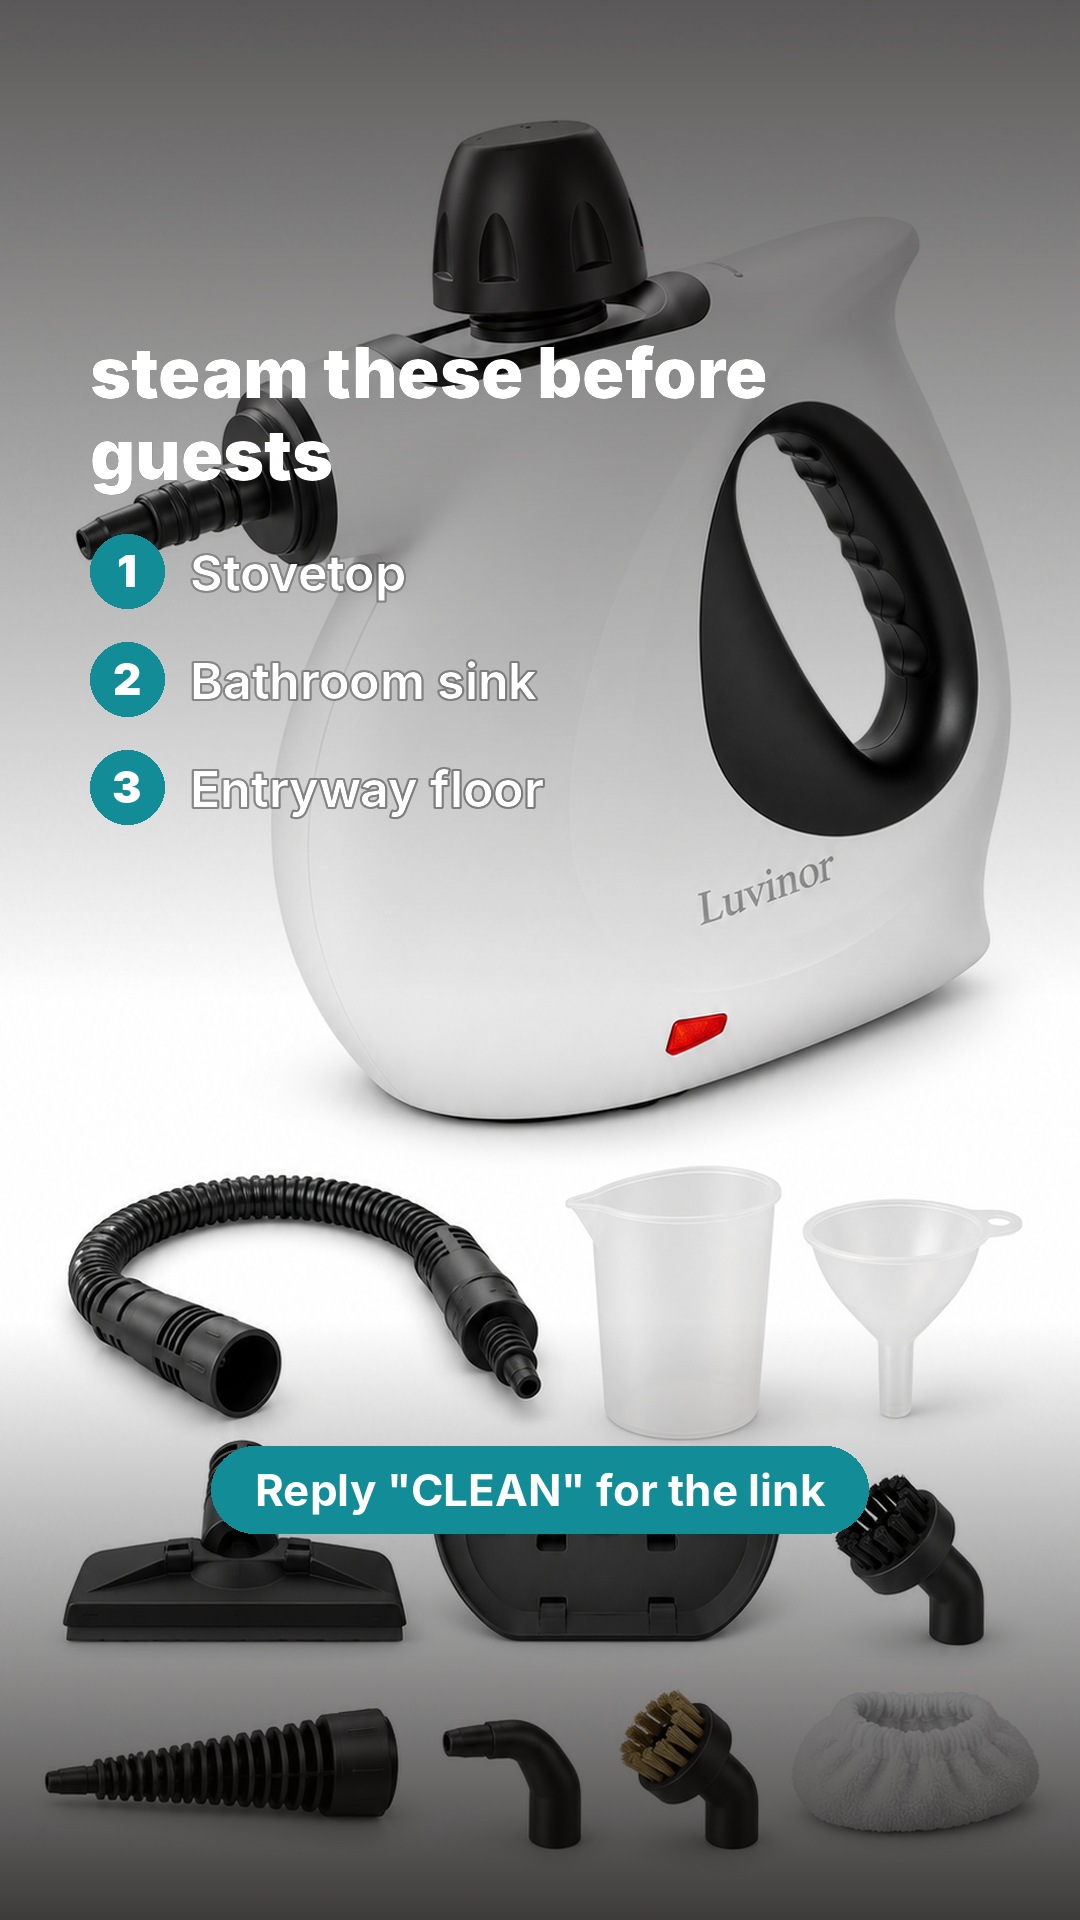 steam these before
guests
1 Stovetop
2 Bathroom sink
3 Entryway floor
Luvinor
Reply "CLEAN" for the link